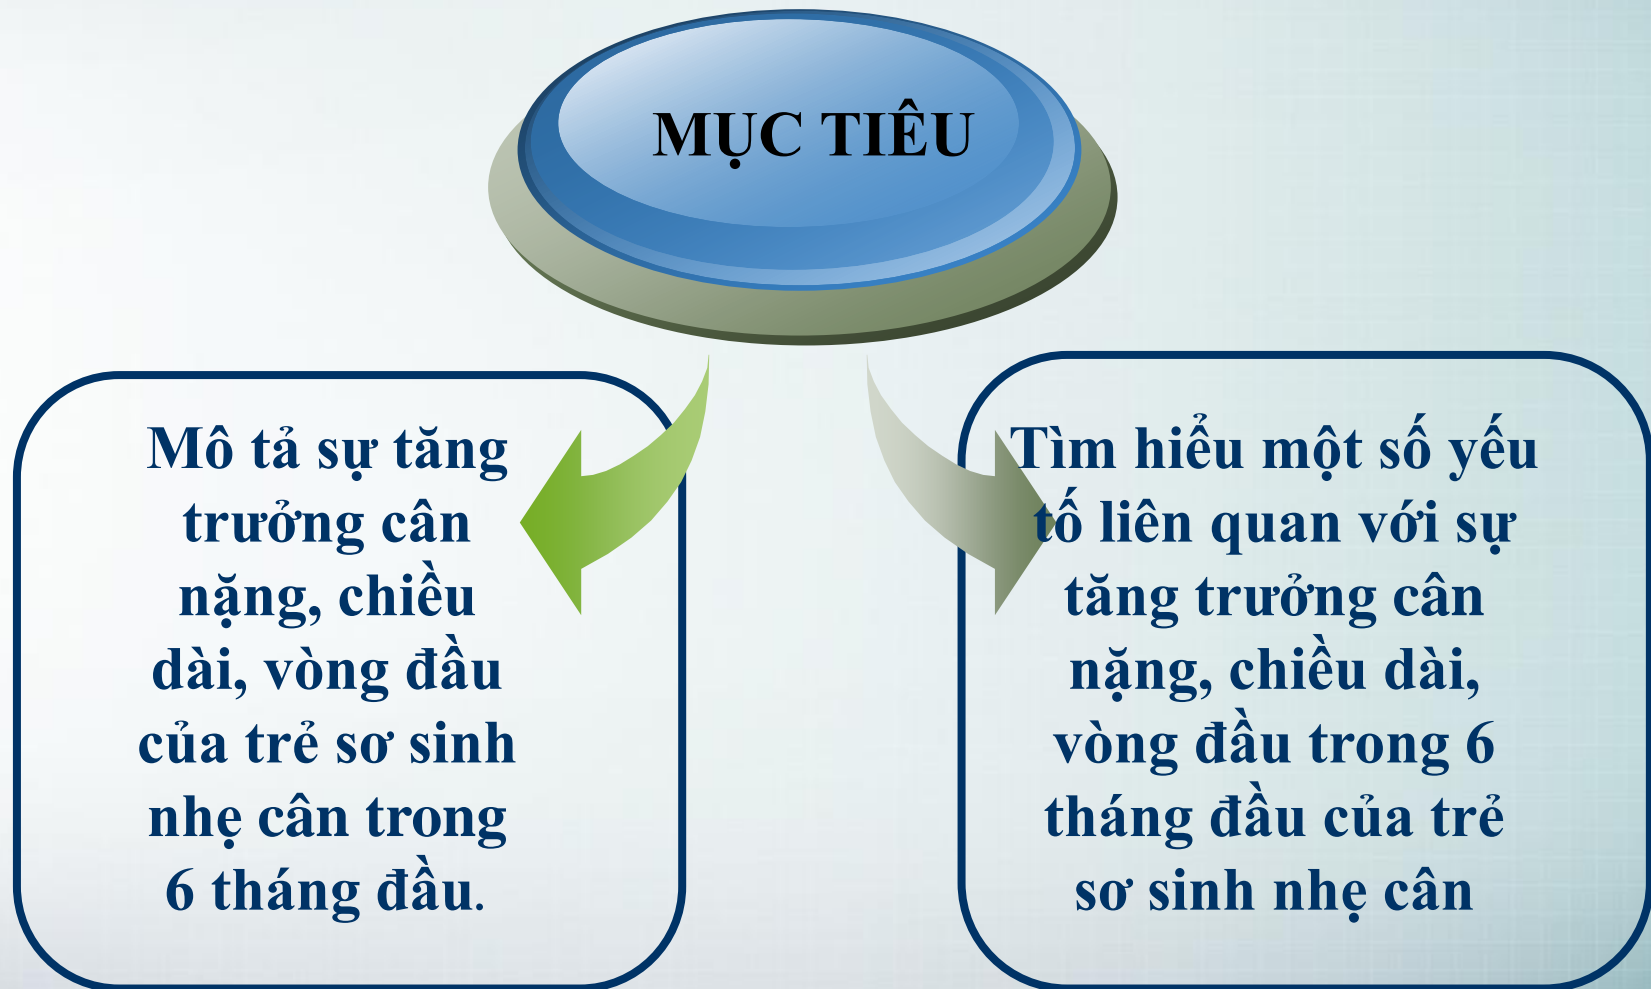 MỤC TIÊU
Mô tả sự tăng
trưởng cân
nặng, chiều
dài, vòng đầu
của trẻ sơ sinh
nhẹ cân trong
6 tháng đầu.
Tìm hiểu một số yếu
tố liên quan với sự
tăng trưởng cân
nặng, chiều dài,
vòng đầu trong 6
tháng đầu của trẻ
sơ sinh nhẹ cân